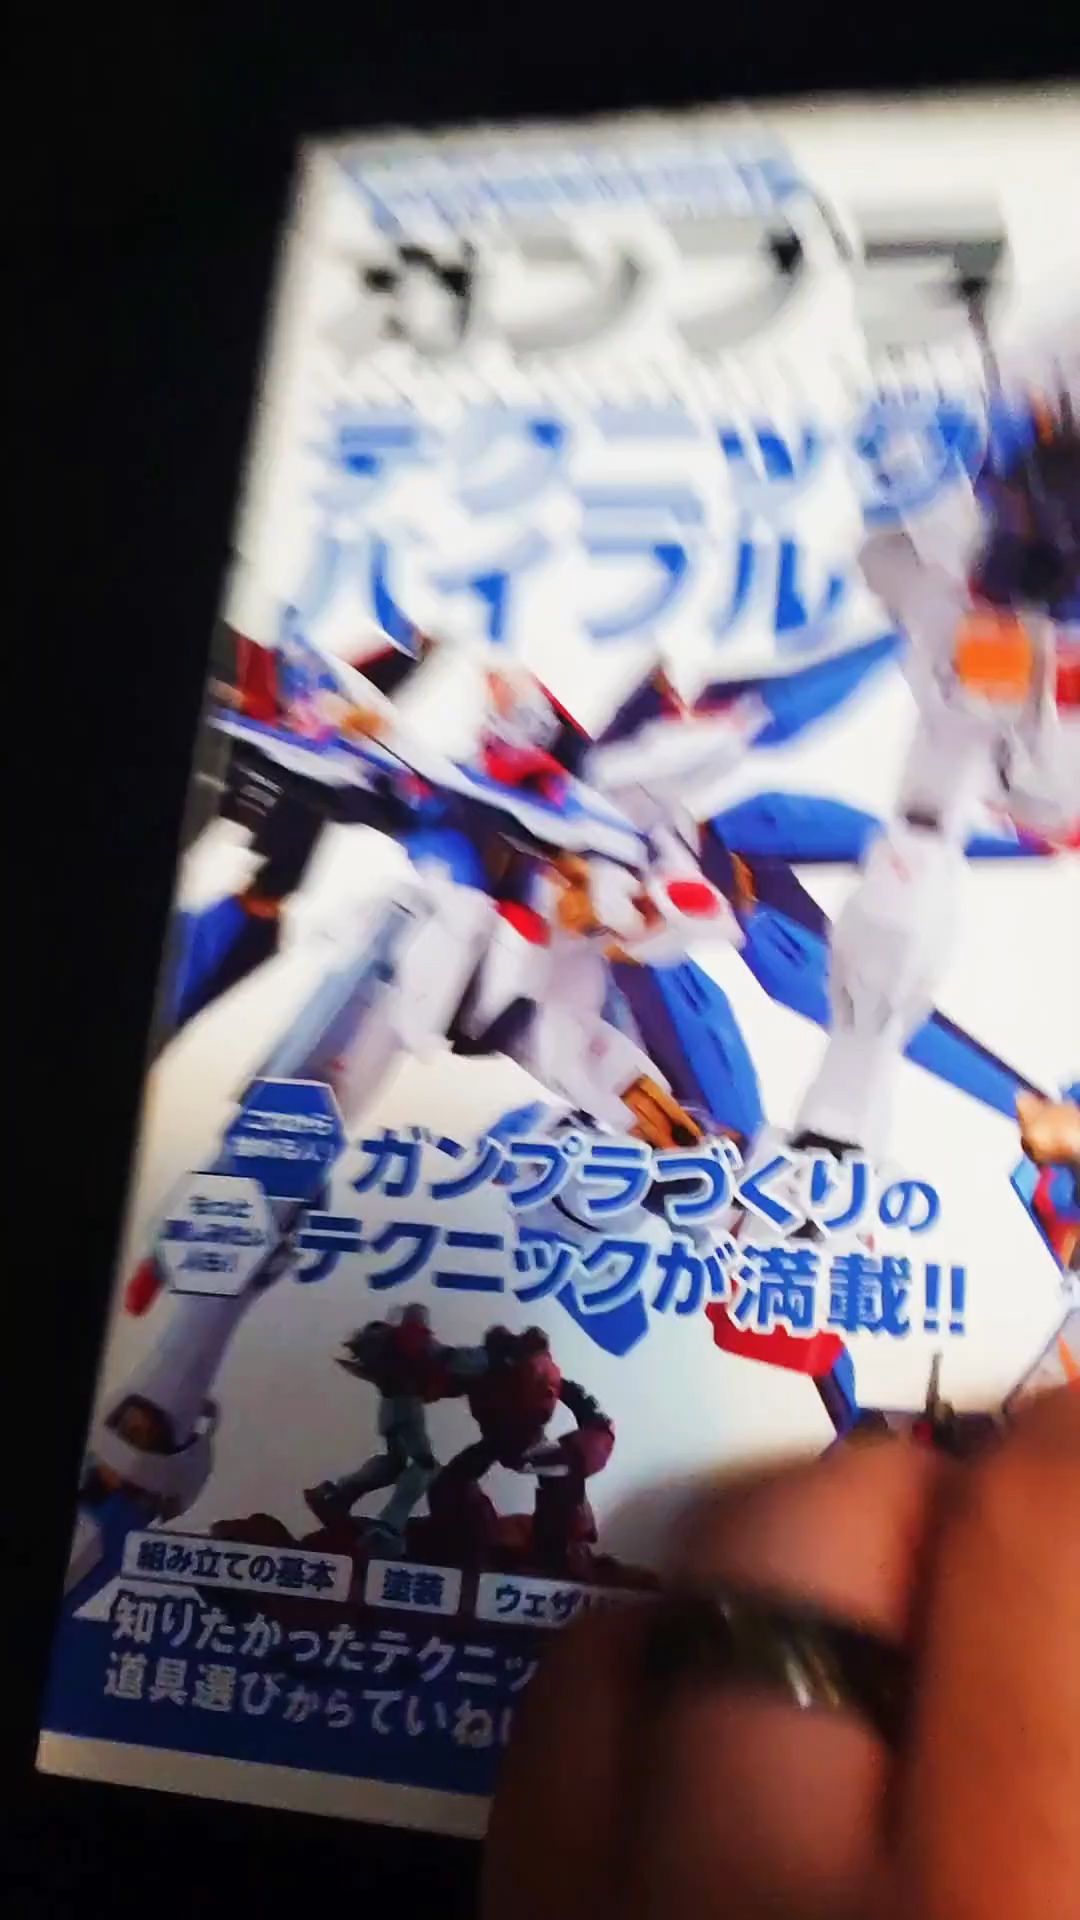 ガンプラ
テクニック
バイブル
ガンプラづくりの
テクニックが満載!!
組み立ての基本
塗装
ウェザリ
知りたかったテクニッ
道具選びからていね